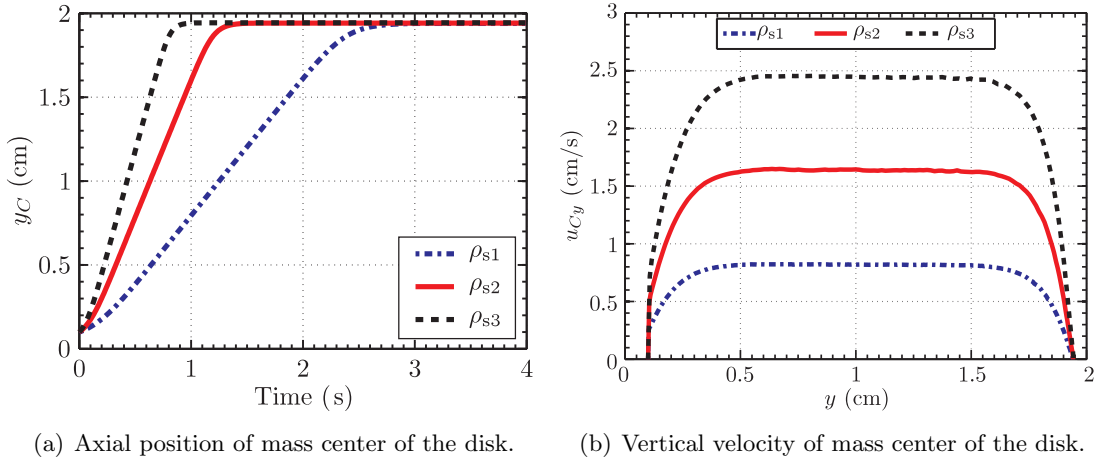 2
1.5
1
0.5
0
y_C (cm)
0 1 2 3 4
Time (s)
ρs1
ρs2
ρs3
(a) Axial position of mass center of the disk.
3
2.5
2
1.5
1
0.5
0
u_Cy (cm/s)
ρs1 ρs2 ρs3
0 0.5 1 1.5 2
y (cm)
(b) Vertical velocity of mass center of the disk.